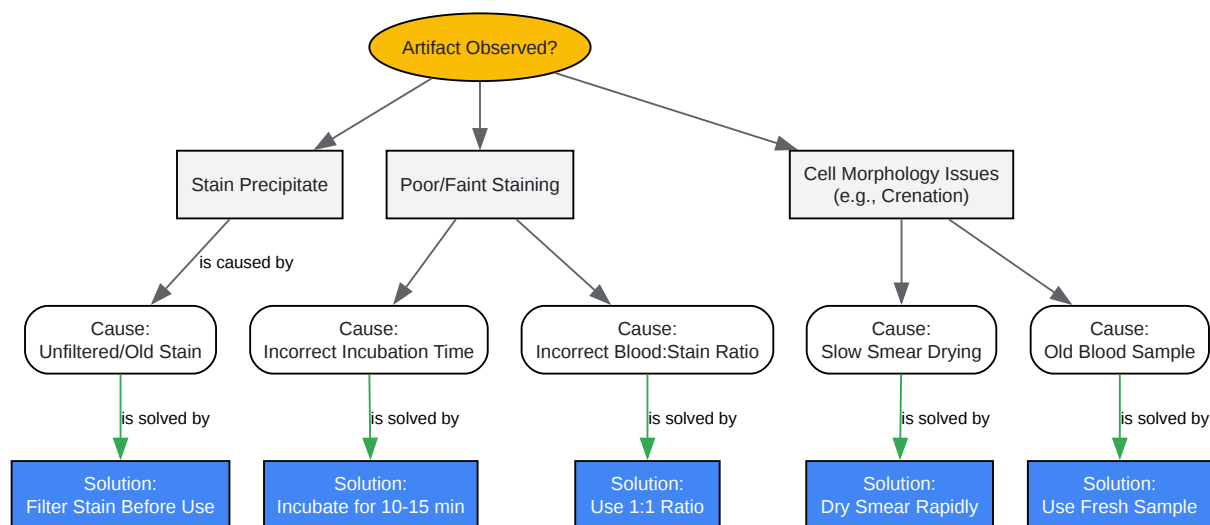 Artifact Observed?
Stain Precipitate
Poor/Faint Staining
Cell Morphology Issues
(e.g., Crenation)
is caused by
Cause:
Unfiltered/Old Stain
Cause:
Incorrect Incubation Time
Cause:
Incorrect Blood:Stain Ratio
Cause:
Slow Smear Drying
Cause:
Old Blood Sample
is solved by
is solved by
is solved by
is solved by
is solved by
Solution:
Filter Stain Before Use
Solution:
Incubate for 10-15 min
Solution:
Use 1:1 Ratio
Solution:
Dry Smear Rapidly
Solution:
Use Fresh Sample